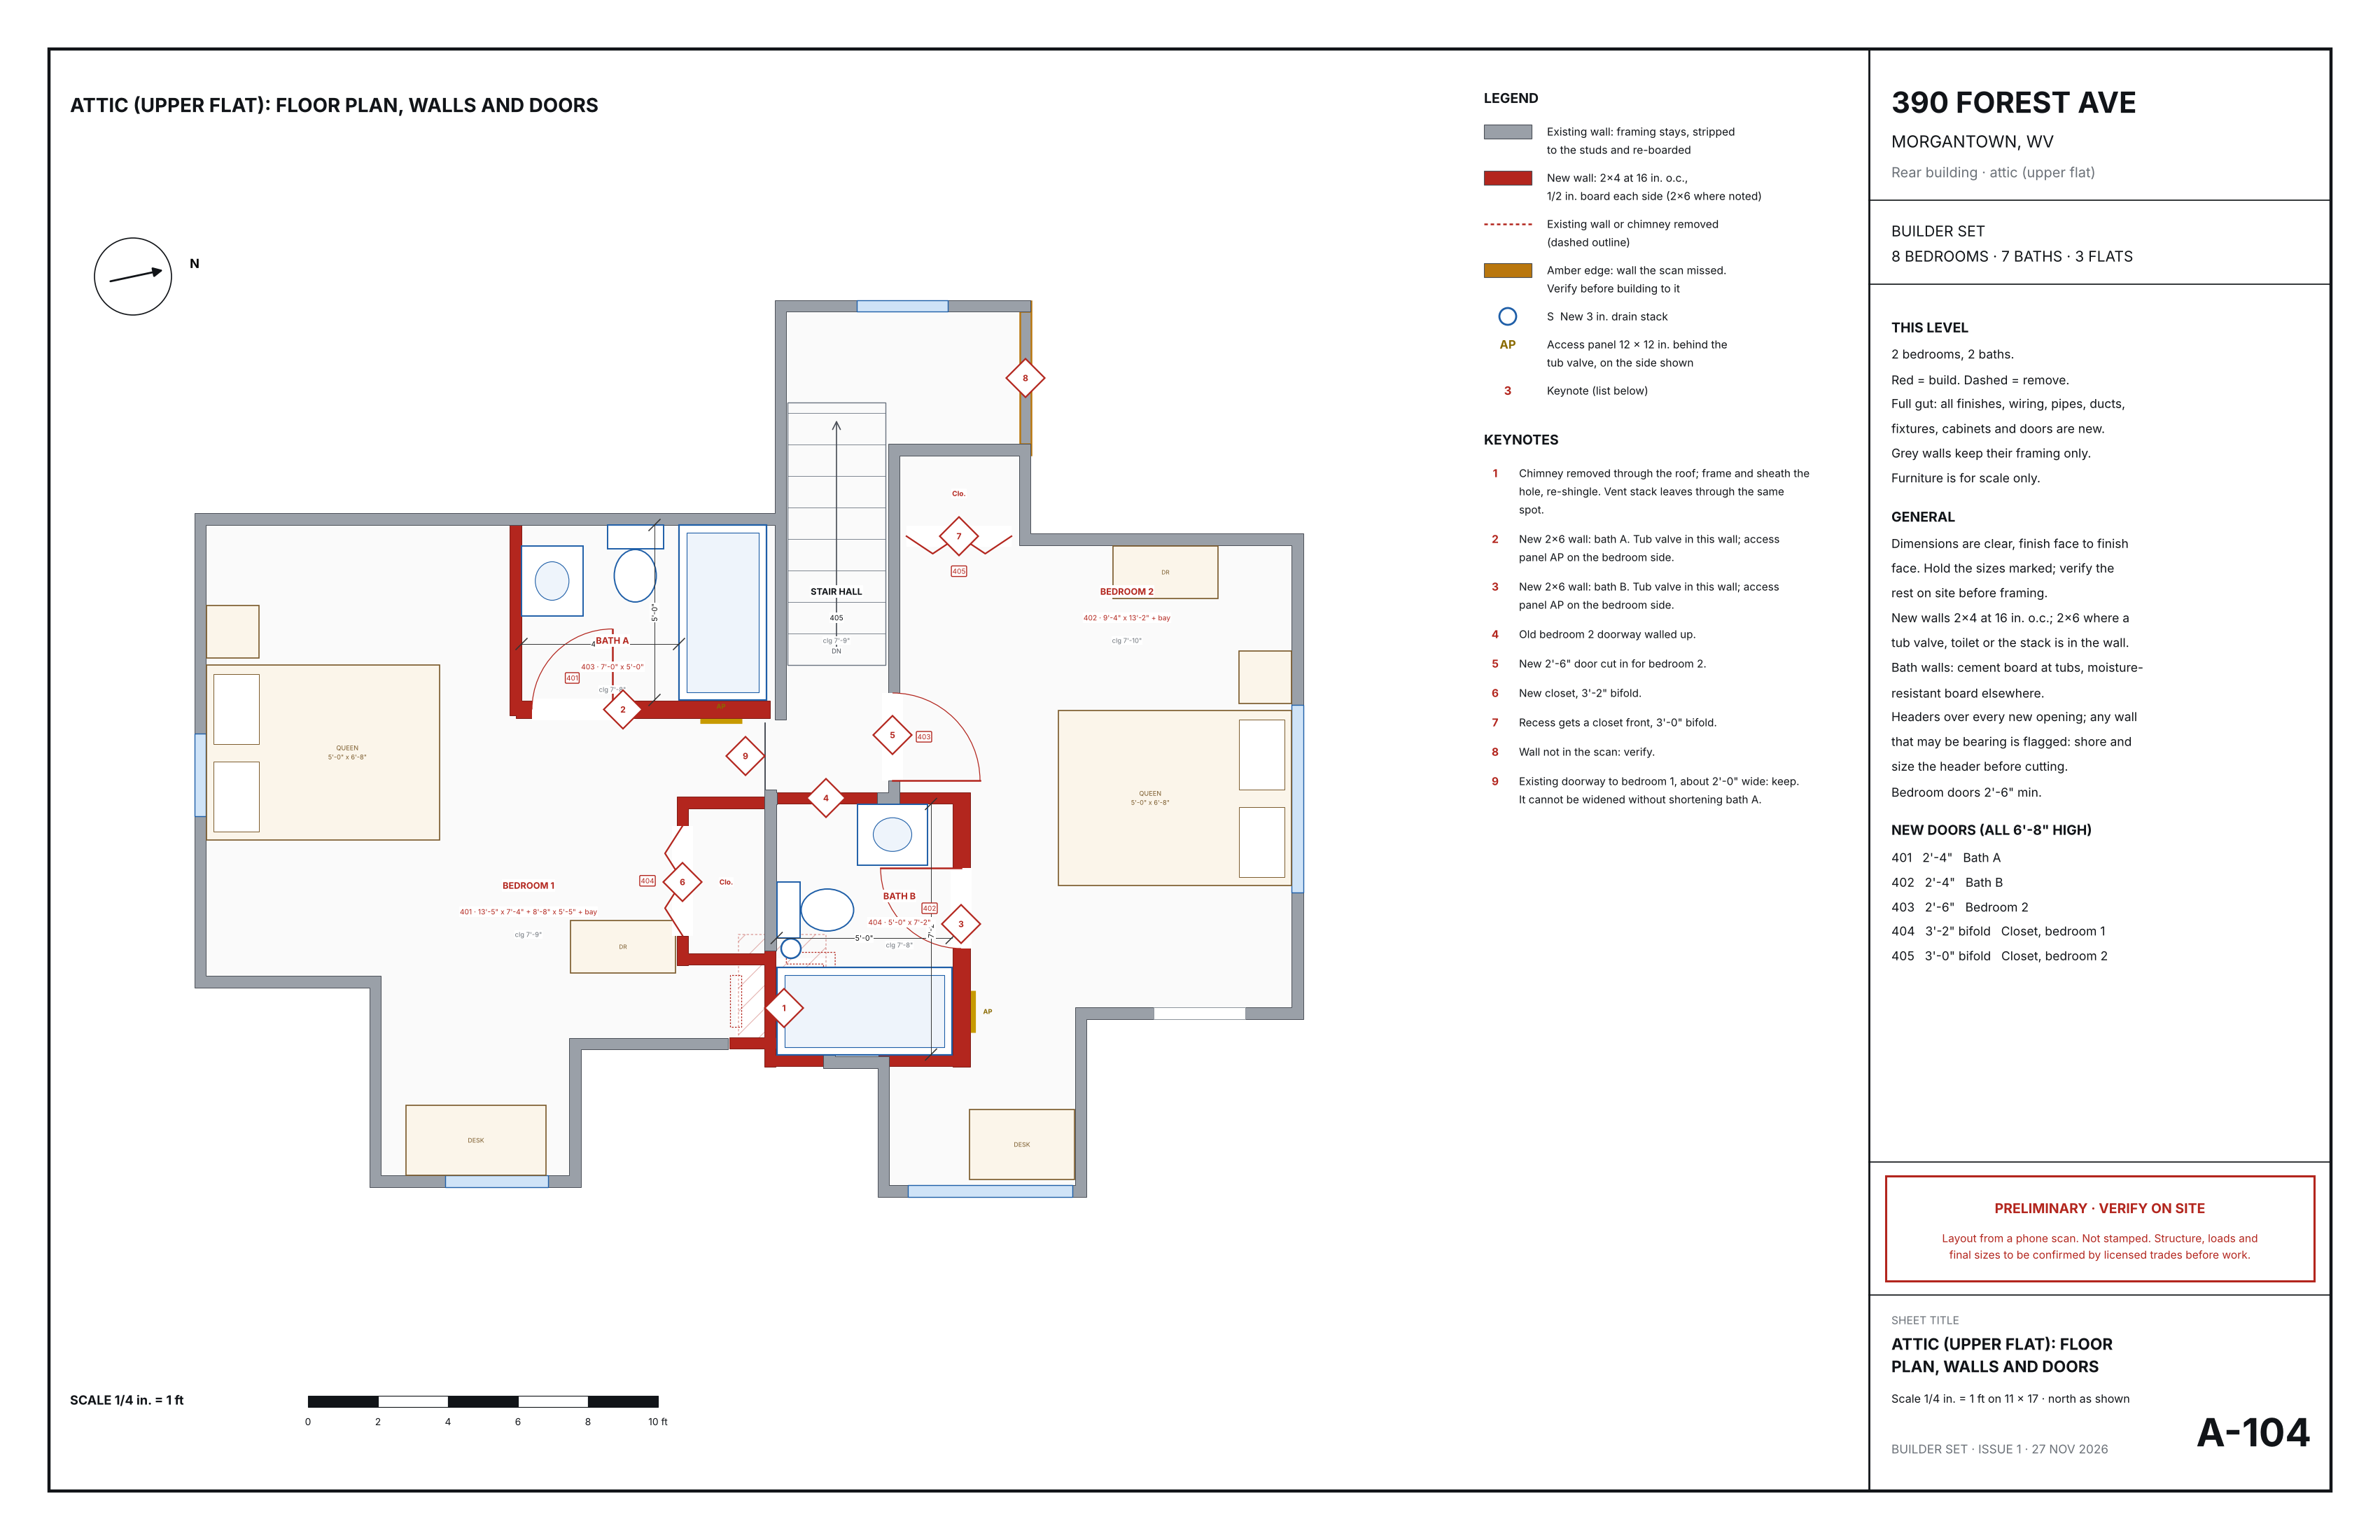 ATTIC (UPPER FLAT): FLOOR PLAN, WALLS AND DOORS
N
8
Clo.
7
405
STAIR HALL
405
clg 7'-9"
DN
DR
BEDROOM 2
402 · 9'-4" x 13'-2" + bay
clg 7'-10"
5'-0"
4
BATH A
403 · 7'-0" x 5'-0"
401
clg 7'-8"
2
AP
QUEEN
5'-0" x 6'-8"
9
5
403
4
QUEEN
5'-0" x 6'-8"
404
6
Clo.
BEDROOM 1
401 · 13'-5" x 7'-4" + 8'-8" x 5'-5" + bay
clg 7'-9"
DR
BATH B
402
404 · 5'-0" x 7'-2"
3
5'-0"
clg 7'-8"
1
AP
DESK
DESK
SCALE 1/4 in. = 1 ft
0
2
4
6
8
10 ft
LEGEND
Existing wall: framing stays, stripped
to the studs and re-boarded
New wall: 2×4 at 16 in. o.c.,
1/2 in. board each side (2×6 where noted)
Existing wall or chimney removed
(dashed outline)
Amber edge: wall the scan missed.
Verify before building to it
S New 3 in. drain stack
AP
Access panel 12 × 12 in. behind the
tub valve, on the side shown
3
Keynote (list below)
KEYNOTES
1 Chimney removed through the roof; frame and sheath the
hole, re-shingle. Vent stack leaves through the same
spot.
2 New 2×6 wall: bath A. Tub valve in this wall; access
panel AP on the bedroom side.
3 New 2×6 wall: bath B. Tub valve in this wall; access
panel AP on the bedroom side.
4 Old bedroom 2 doorway walled up.
5 New 2'-6" door cut in for bedroom 2.
6 New closet, 3'-2" bifold.
7 Recess gets a closet front, 3'-0" bifold.
8 Wall not in the scan: verify.
9 Existing doorway to bedroom 1, about 2'-0" wide: keep.
It cannot be widened without shortening bath A.
390 FOREST AVE
MORGANTOWN, WV
Rear building · attic (upper flat)
BUILDER SET
8 BEDROOMS · 7 BATHS · 3 FLATS
THIS LEVEL
2 bedrooms, 2 baths.
Red = build. Dashed = remove.
Full gut: all finishes, wiring, pipes, ducts,
fixtures, cabinets and doors are new.
Grey walls keep their framing only.
Furniture is for scale only.
GENERAL
Dimensions are clear, finish face to finish
face. Hold the sizes marked; verify the
rest on site before framing.
New walls 2×4 at 16 in. o.c.; 2×6 where a
tub valve, toilet or the stack is in the wall.
Bath walls: cement board at tubs, moisture-
resistant board elsewhere.
Headers over every new opening; any wall
that may be bearing is flagged: shore and
size the header before cutting.
Bedroom doors 2'-6" min.
NEW DOORS (ALL 6'-8" HIGH)
401 2'-4" Bath A
402 2'-4" Bath B
403 2'-6" Bedroom 2
404 3'-2" bifold Closet, bedroom 1
405 3'-0" bifold Closet, bedroom 2
PRELIMINARY · VERIFY ON SITE
Layout from a phone scan. Not stamped. Structure, loads and
final sizes to be confirmed by licensed trades before work.
SHEET TITLE
ATTIC (UPPER FLAT): FLOOR
PLAN, WALLS AND DOORS
Scale 1/4 in. = 1 ft on 11 × 17 · north as shown
BUILDER SET · ISSUE 1 · 27 NOV 2026
A-104